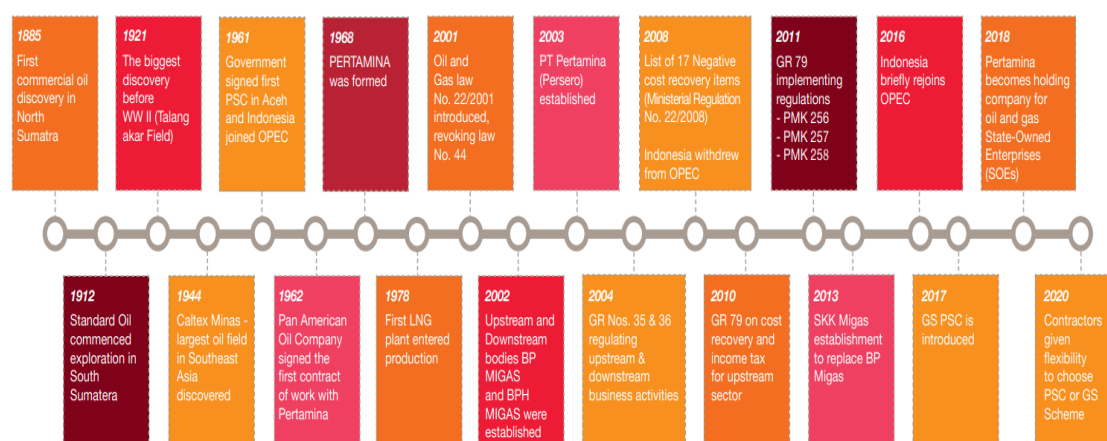 1885
First
commercial oil
discovery in
North
Sumatra
1921
The biggest
discovery
before
WW II (Talang
akar Field)
1961
Government
signed first
PSC in Aceh
and Indonesia
joined OPEC
1968
PERTAMINA
was formed
2001
Oil and
Gas law
No. 22/2001
introduced,
revoking law
No. 44
2003
PT Pertamina
(Persero)
established
2008
List of 17 Negative
cost recovery items
(Ministerial Regulation
No. 22/2008)
Indonesia withdrew
from OPEC
2011
GR 79
implementing
regulations
- PMK 256
- PMK 257
- PMK 258
2016
Indonesia
briefly rejoins
OPEC
2018
Pertamina
becomes holding
company for
oil and gas
State-Owned
Enterprises
(SOEs)
1912
Standard Oil
commenced
exploration in
South
Sumatera
1944
Caltex Minas -
largest oil field
in Southeast
Asia
discovered
1962
Pan American
Oil Company
signed the
first contract
of work with
Pertamina
1978
First LNG
plant entered
production
2002
Upstream and
Downstream
bodies BP
MIGAS
and BPH
MIGAS were
established
2004
GR Nos. 35 & 36
regulating
upstream &
downstream
business activities
2010
GR 79 on cost
recovery and
income tax
for upstream
sector
2013
SKK Migas
establishment
to replace BP
Migas
2017
GS PSC is
introduced
2020
Contractors
given
flexibility
to choose
PSC or GS
Scheme